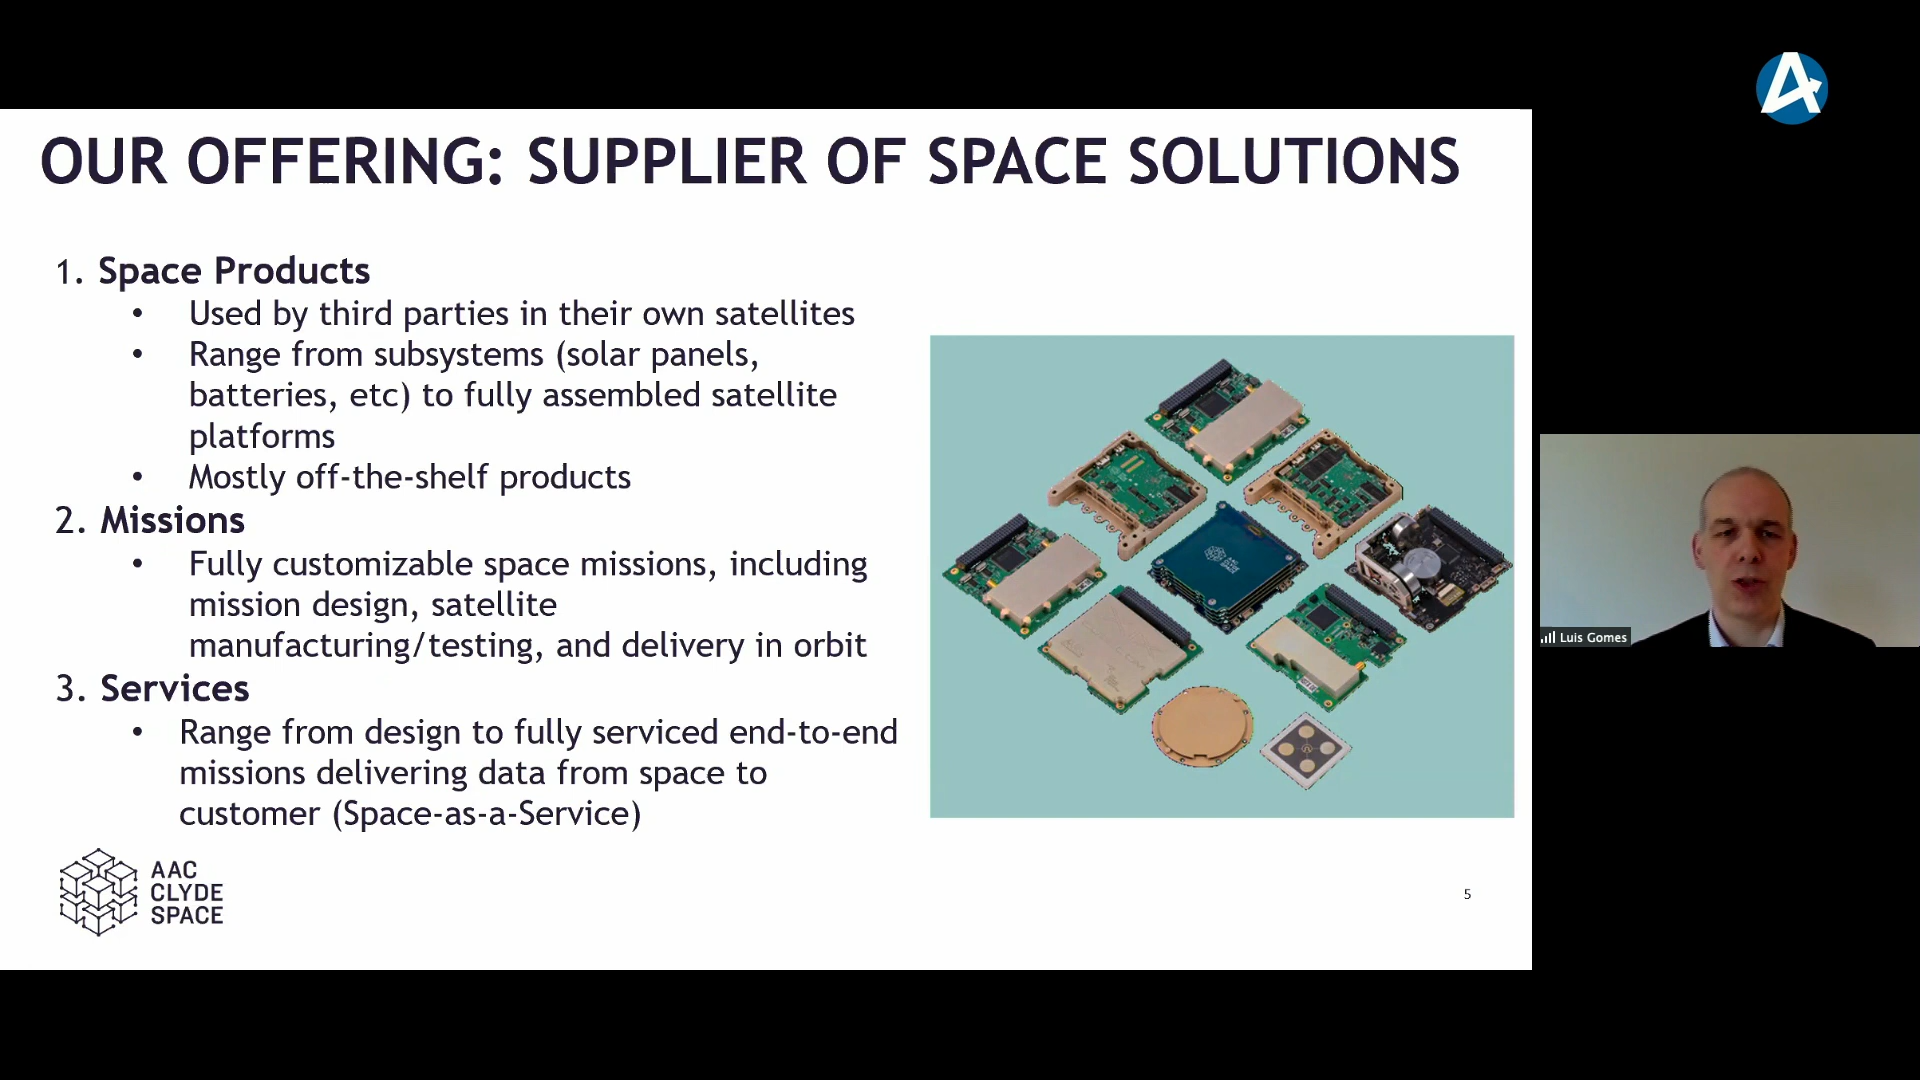 OUR OFFERING: SUPPLIER OF SPACE SOLUTIONS
1. Space Products
• Used by third parties in their own satellites
• Range from subsystems (solar panels,
batteries, etc) to fully assembled satellite
platforms
• Mostly off-the-shelf products
2. Missions
• Fully customizable space missions, including
mission design, satellite
manufacturing/testing, and delivery in orbit
3. Services
• Range from design to fully serviced end-to-end
missions delivering data from space to
customer (Space-as-a-Service)
AAC
CLYDE
SPACE
5
Luis Gomes
AAC
CLYDE
SPACE